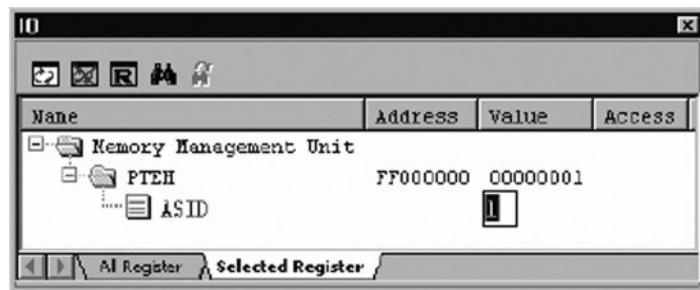 IO
R
Name Address Value Access
Memory Management Unit
PTEH FF000000 00000001
ASID 1
All Register Selected Register